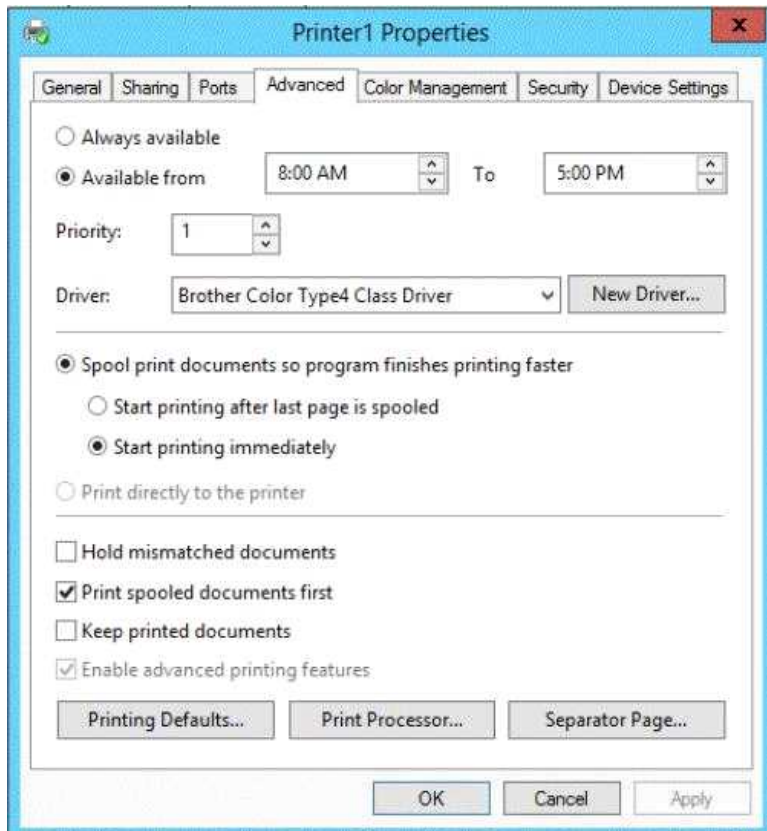 Printer1 Properties
X
General Sharing Ports Advanced Color Management Security Device Settings
Always available
Available from 8:00 AM To 5:00 PM
Priority: 1
Driver: Brother Color Type4 Class Driver New Driver...
Spool print documents so program finishes printing faster
Start printing after last page is spooled
Start printing immediately
Print directly to the printer
Hold mismatched documents
Print spooled documents first
Keep printed documents
Enable advanced printing features
Printing Defaults... Print Processor... Separator Page...
OK Cancel Apply